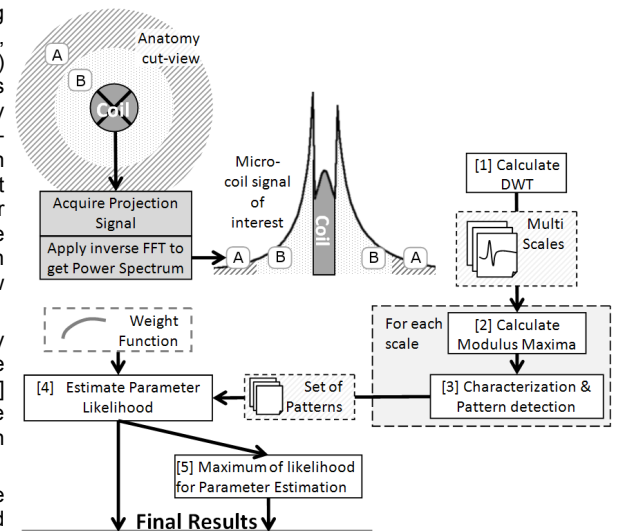 Anatomy
cut-view
A
B
Coil
Acquire Projection
Signal
Apply inverse FFT to
get Power Spectrum
Micro-
coil signal
of
interest
Coil
A
B
B
A
[1] Calculate
DWT
Multi
Scales
For each
scale
[2] Calculate
Modulus Maxima
[3] Characterization &
Pattern detection
Set of
Patterns
Weight
Function
[4] Estimate Parameter
Likelihood
[5] Maximum of likelihood
for Parameter Estimation
Final Results